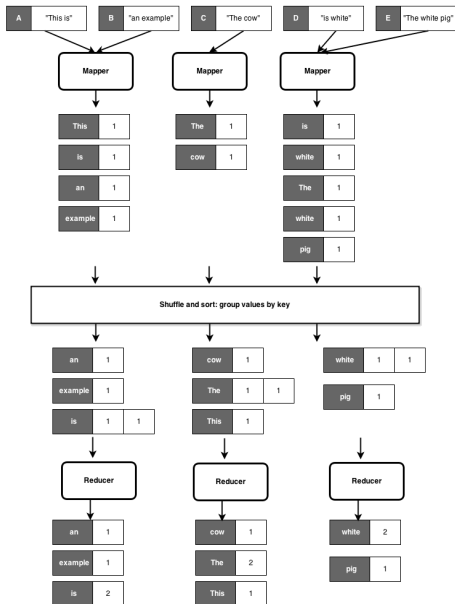 A "This is" B "an example" C "The cow" D "is white" E "The white pig"
Mapper Mapper Mapper
This 1 The 1 is 1
is 1 cow 1 white 1
an 1 The 1
example 1 white 1
pig 1
Shuffle and sort: group values by key
an 1 cow 1 white 1 1
example 1 The 1 1 pig 1
is 1 1 This 1
Reducer Reducer Reducer
an 1 cow 1 white 2
example 1 The 2 pig 1
is 2 This 1